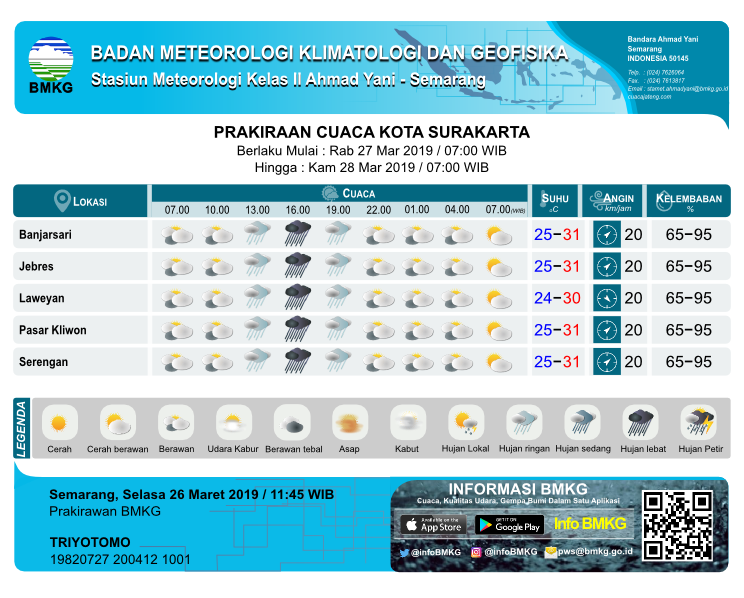 BMKG
BADAN METEOROLOGI KLIMATOLOGI DAN GEOFISIKA
Stasiun Meteorologi Kelas II Ahmad Yani - Semarang
Bandara Ahmad Yani
Semarang
INDONESIA 50145
Telp. : (024) 7626064
Fax. : (024) 7613817
Email : stamet.ahmadyani@bmkg.go.id
cuacajateng.com
PRAKIRAAN CUACA KOTA SURAKARTA
Berlaku Mulai : Rab 27 Mar 2019 / 07:00 WIB
Hingga : Kam 28 Mar 2019 / 07:00 WIB
LOKASI CUACA SUHU °C ANGIN km/jam KELEMBABAN %
07.00 10.00 13.00 16.00 19.00 22.00 01.00 04.00 07.00 (WIB)
Banjarsari 25-31 20 65-95
Jebres 25-31 20 65-95
Laweyan 24-30 20 65-95
Pasar Kliwon 25-31 20 65-95
Serengan 25-31 20 65-95
LEGENDA
Cerah Cerah berawan Berawan Udara Kabur Berawan tebal Asap Kabut Hujan Lokal Hujan ringan Hujan sedang Hujan lebat Hujan Petir
Semarang, Selasa 26 Maret 2019 / 11:45 WIB
Prakirawan BMKG
TRIYOTOMO
19820727 200412 1001
INFORMASI BMKG
Cuaca, Kualitas Udara, Gempa Bumi Dalam Satu Aplikasi
Available on the App Store
GET IT ON Google Play
Info BMKG
@infoBMKG @infoBMKG pws@bmkg.go.id